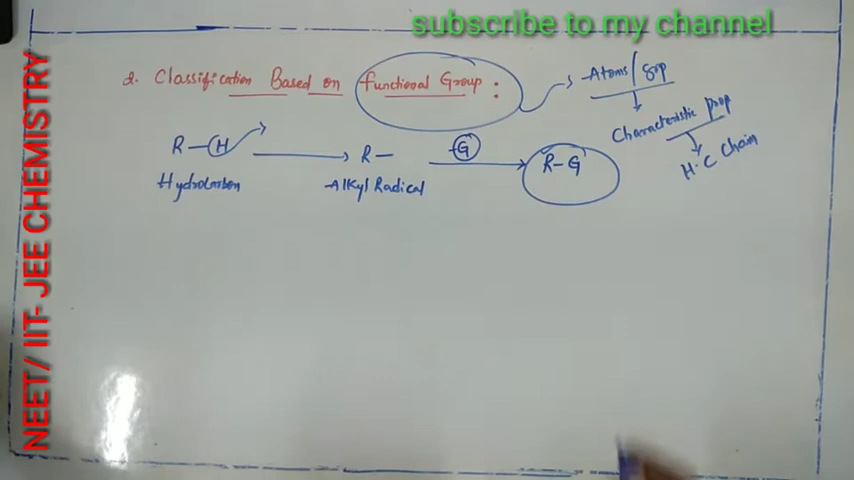 subscribe to my channel
NEET/ IIT- JEE CHEMISTRY
2. Classification Based on functional Group :
Atoms/Grop
Characteristic prop
H.C Chain
R-H
R-
G
R-G
Hydrocarbon
Alkyl Radical